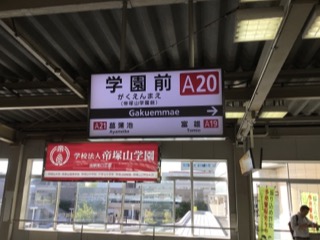 学園前 A20
がくえんまえ
(帝塚山学園前)
Gakuemmae
A21 菖蒲池 富雄 A19
Ayameike Tomio
学校法人 帝塚山学園